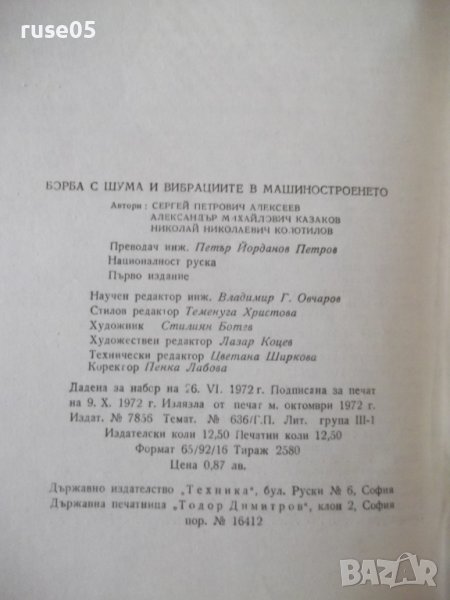 ruse05
БОРБА С ШУМА И ВИБРАЦИИТЕ В МАШИНОСТРОЕНЕТО
Автори: СЕРГЕЙ ПЕТРОВИЧ АЛЕКСЕЕВ
АЛЕКСАНДЪР МИХАЙЛОВИЧ КАЗАКОВ
НИКОЛАЙ НИКОЛАЕВИЧ КОЛОТИЛОВ
Преводач инж. Петър Йорданов Петров
Националност руска
Първо издание
Научен редактор инж. Владимир Г. Овчаров
Стилов редактор Теменуга Христова
Художник Стилиян Ботев
Художествен редактор Лазар Коцев
Технически редактор Цветана Ширкова
Коректор Пенка Лабова
Дадена за набор на 26. VI. 1972 г. Подписана за печат
на 9. X. 1972 г. Излязла от печат м. октомври 1972 г.
Издат. № 7856 Темат. № 636/Г.П. Лит. група III-1
Издателски коли 12,50 Печатни коли 12,50
Формат 65/92/16 Тираж 2580
Цена 0,87 лв.
Държавно издателство „Техника", бул. Руски № 6, София
Държавна печатница „Тодор Димитров", клон 2, София
пор. № 16412
BAZAR
.bg